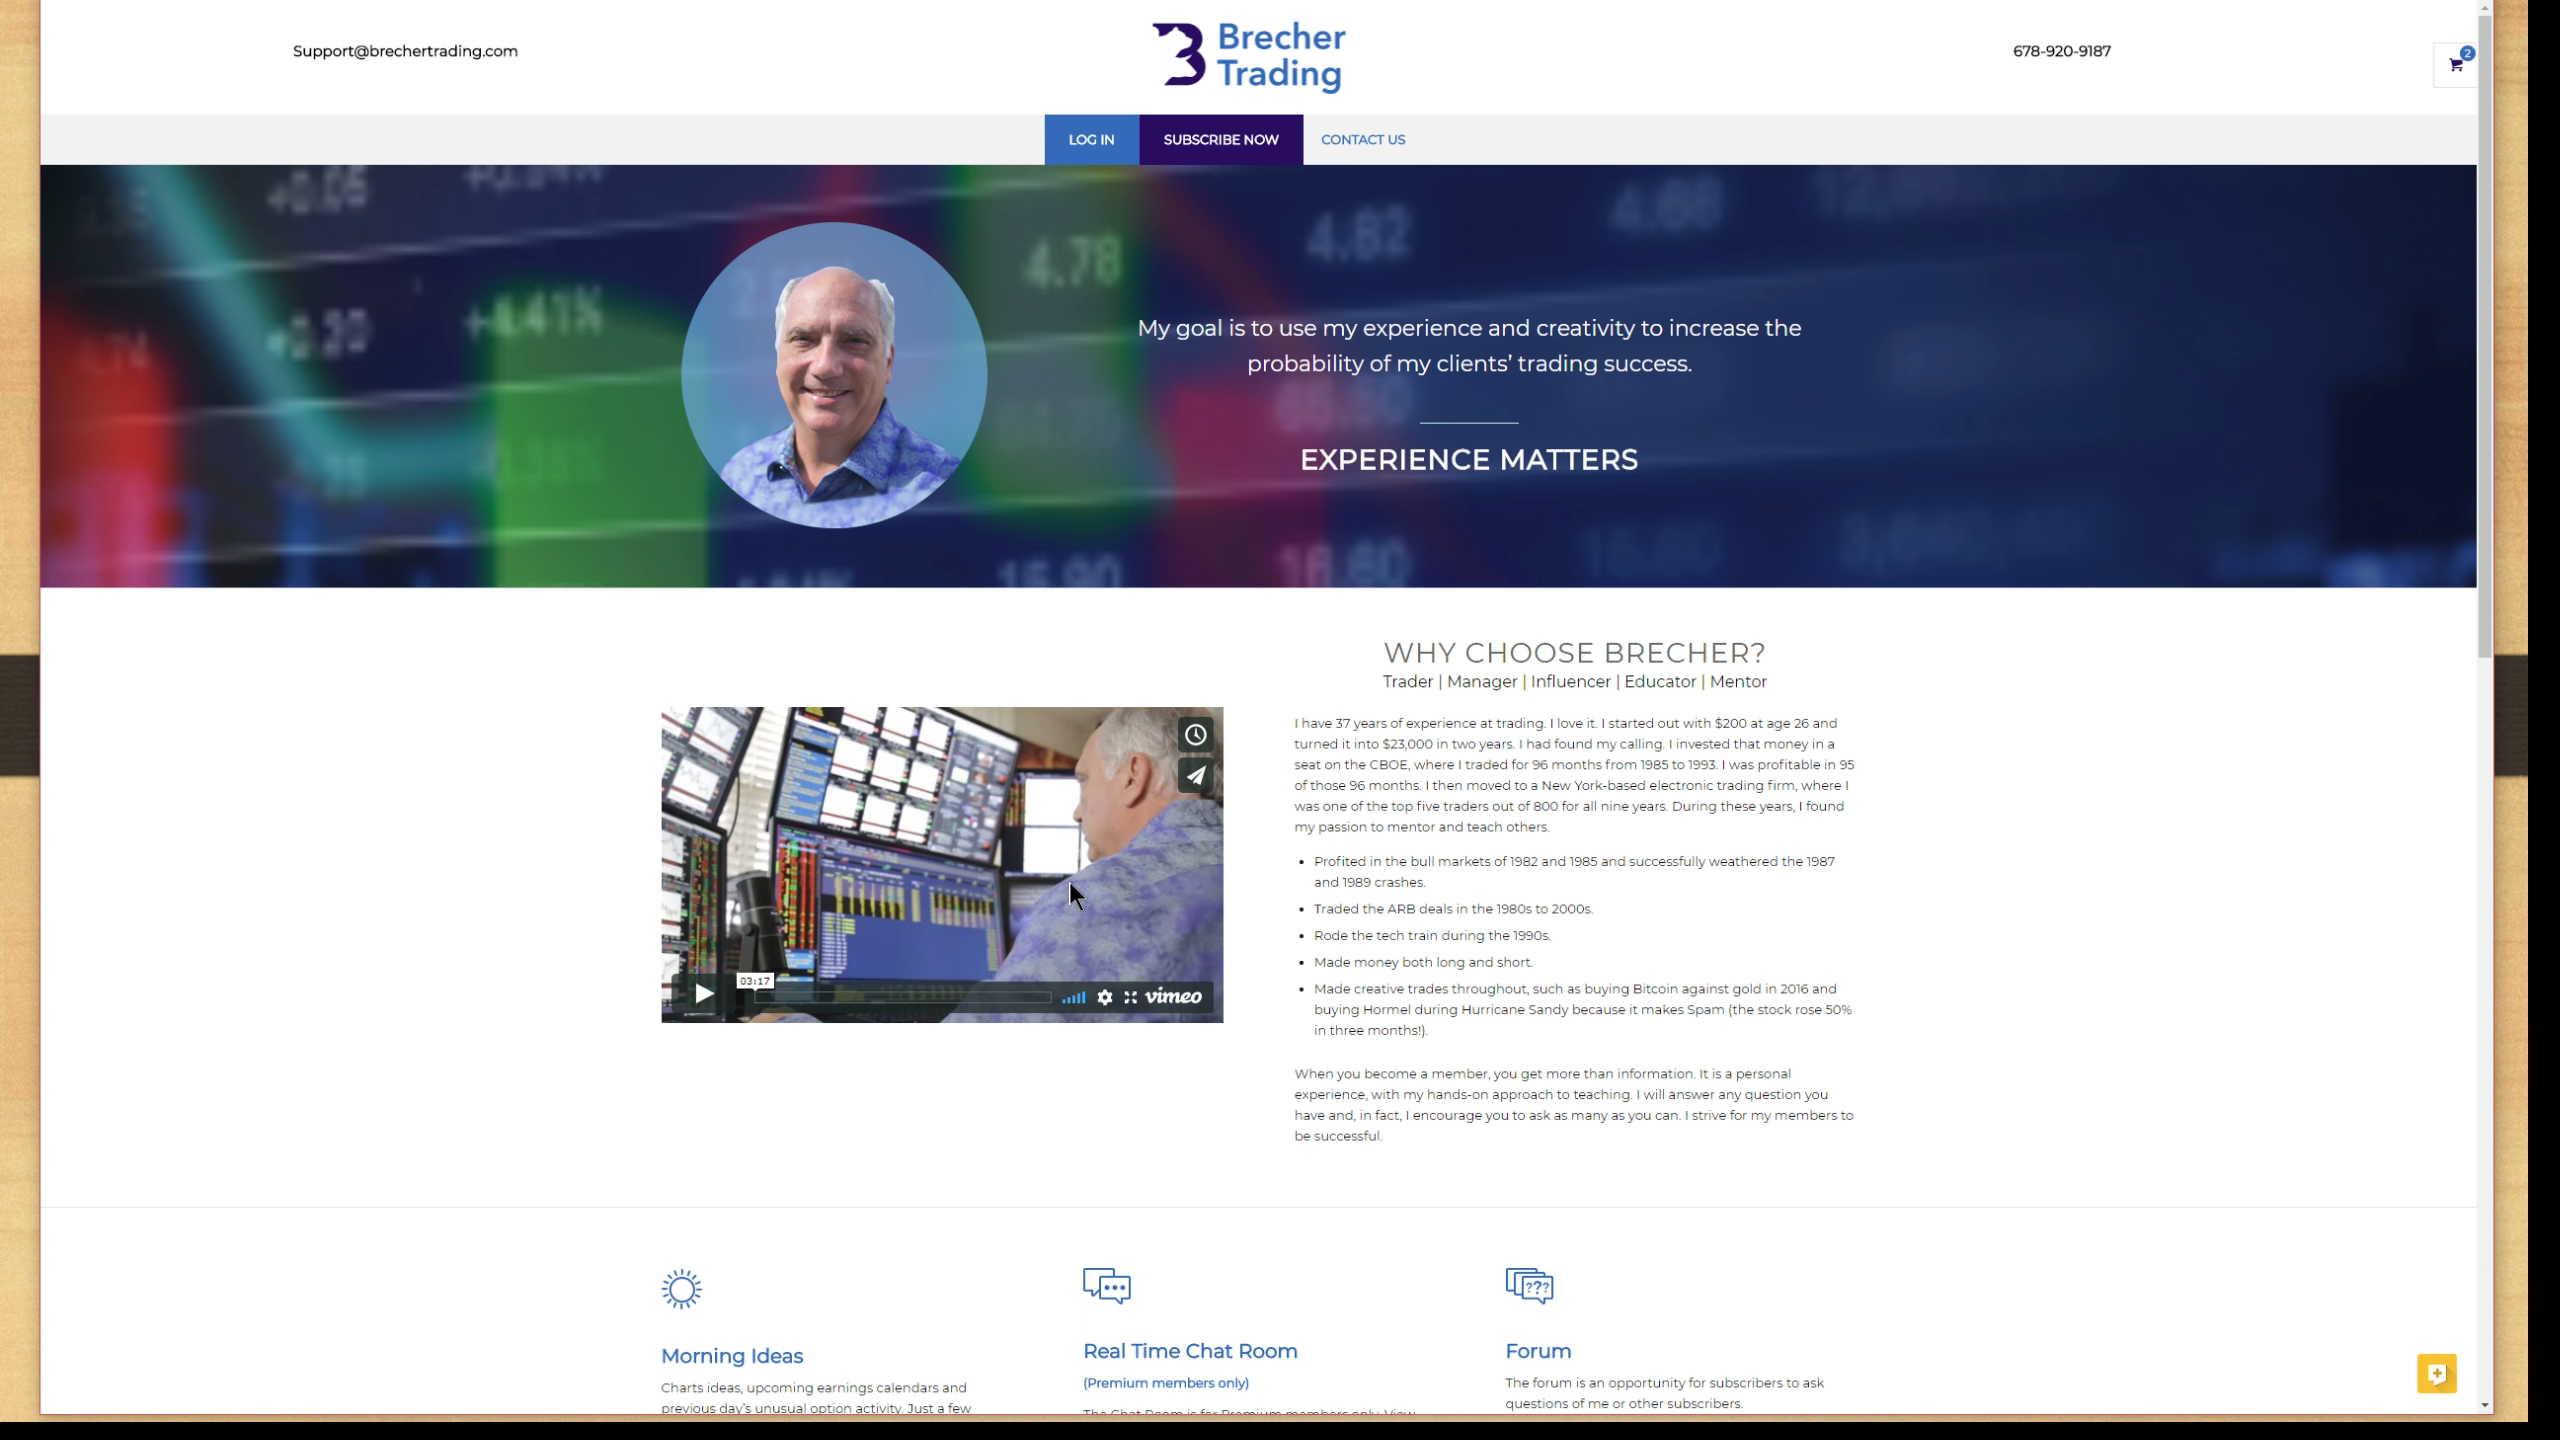 Support@brechertrading.com
Brecher
Trading
678-920-9187
2
LOG IN
SUBSCRIBE NOW
CONTACT US
4.78
4.82
4.68
+4.41%
16.90
16.60
My goal is to use my experience and creativity to increase the
probability of my clients' trading success.
EXPERIENCE MATTERS
WHY CHOOSE BRECHER?
Trader | Manager | Influencer | Educator | Mentor
I have 37 years of experience at trading. I love it. I started out with $200 at age 26 and
turned it into $23,000 in two years. I had found my calling. I invested that money in a
seat on the CBOE, where I traded for 96 months from 1985 to 1993. I was profitable in 95
of those 96 months. I then moved to a New York-based electronic trading firm, where I
was one of the top five traders out of 800 for all nine years. During these years, I found
my passion to mentor and teach others.
• Profited in the bull markets of 1982 and 1985 and successfully weathered the 1987
and 1989 crashes.
• Traded the ARB deals in the 1980s to 2000s.
• Rode the tech train during the 1990s.
• Made money both long and short.
• Made creative trades throughout, such as buying Bitcoin against gold in 2016 and
buying Hormel during Hurricane Sandy because it makes Spam (the stock rose 50%
in three months!).
When you become a member, you get more than information. It is a personal
experience, with my hands-on approach to teaching. I will answer any question you
have and, in fact, I encourage you to ask as many as you can. I strive for my members to
be successful.
03:17
vimeo
Morning Ideas
Charts ideas, upcoming earnings calendars and
previous day's unusual option activity. Just a few
Real Time Chat Room
(Premium members only)
The Chat Room is for Premium members only. View
???
Forum
The forum is an opportunity for subscribers to ask
questions of me or other subscribers.